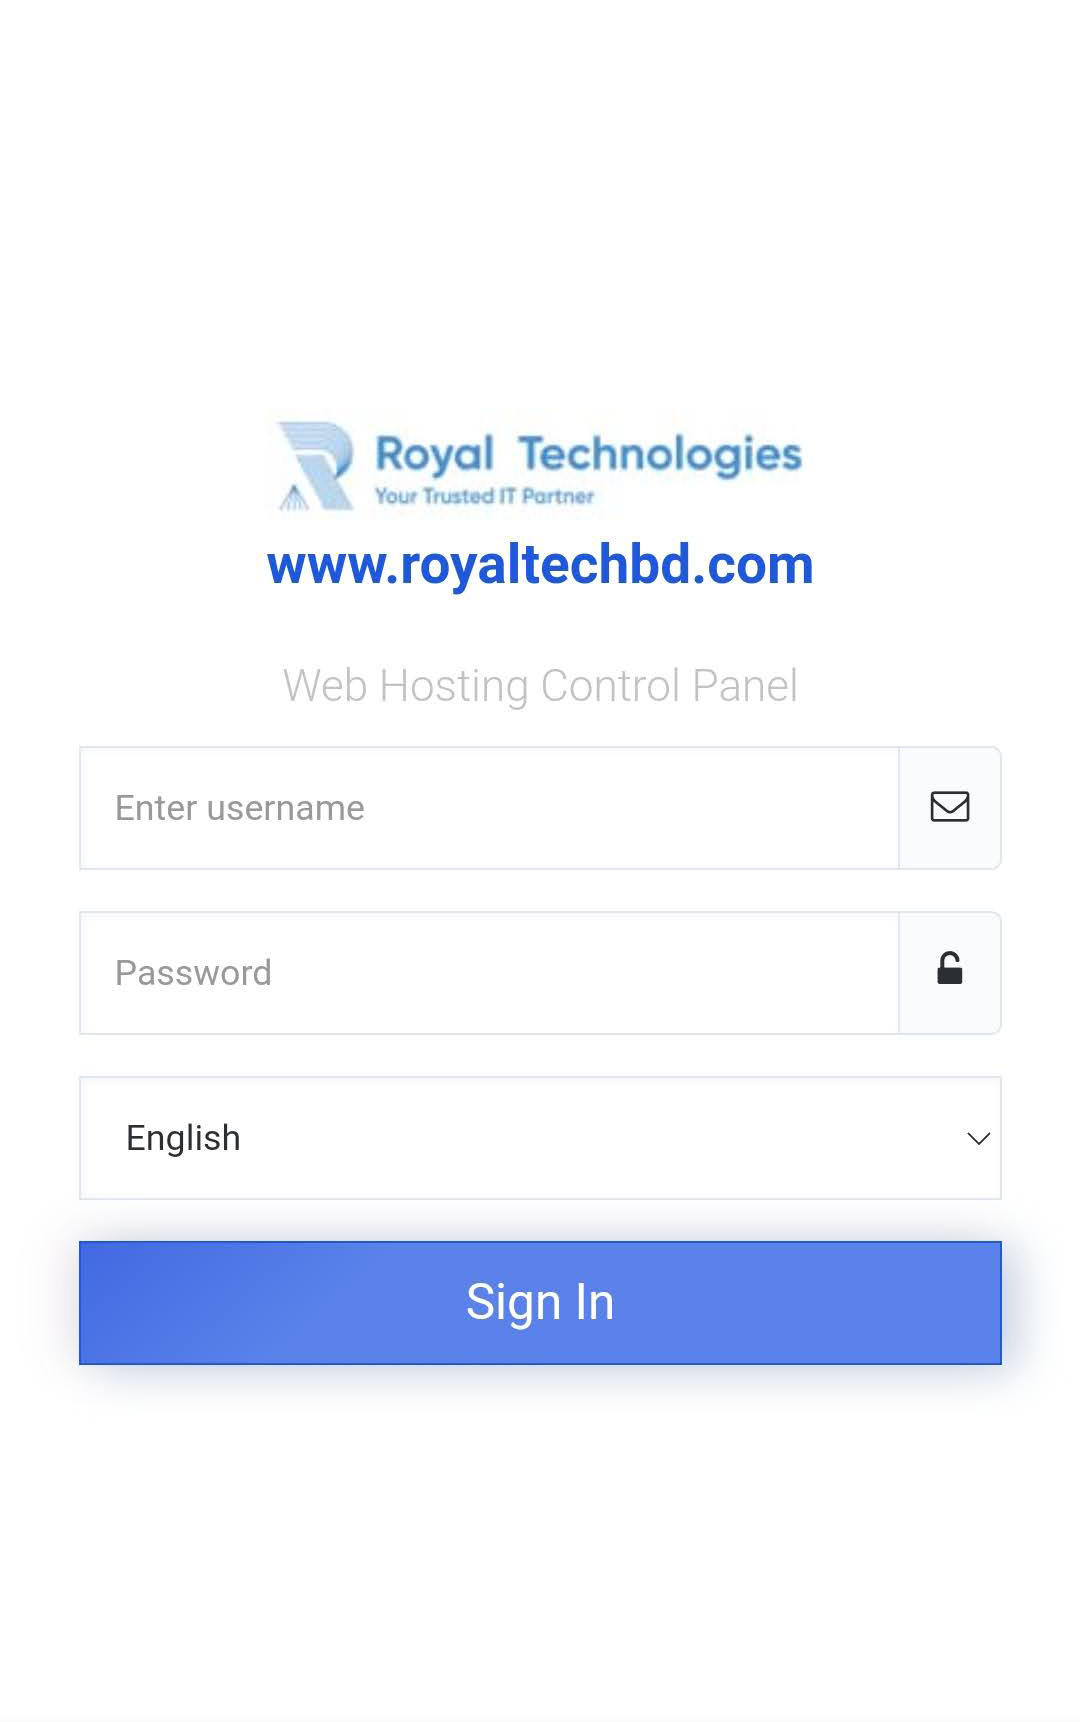 Royal Technologies
Your Trusted IT Partner
www.royaltechbd.com
Web Hosting Control Panel
Enter username
Password
English
Sign In